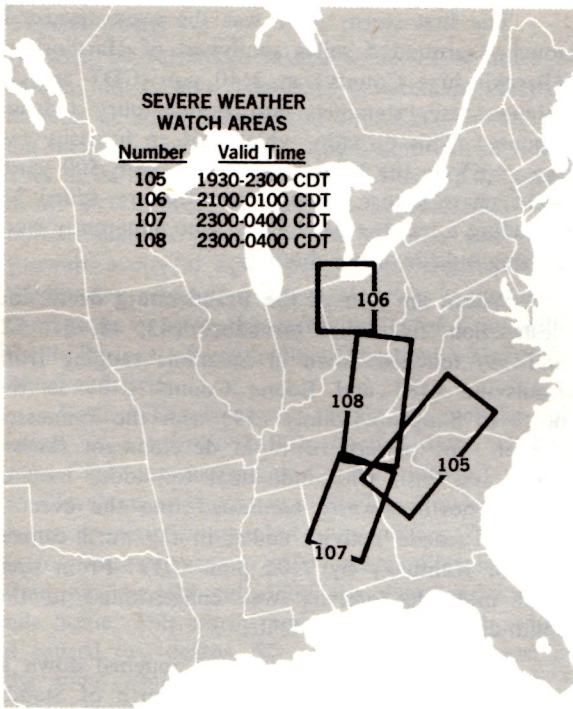 SEVERE WEATHER
WATCH AREAS
Number Valid Time
105 1930-2300 CDT
106 2100-0100 CDT
107 2300-0400 CDT
108 2300-0400 CDT
106
108
105
107